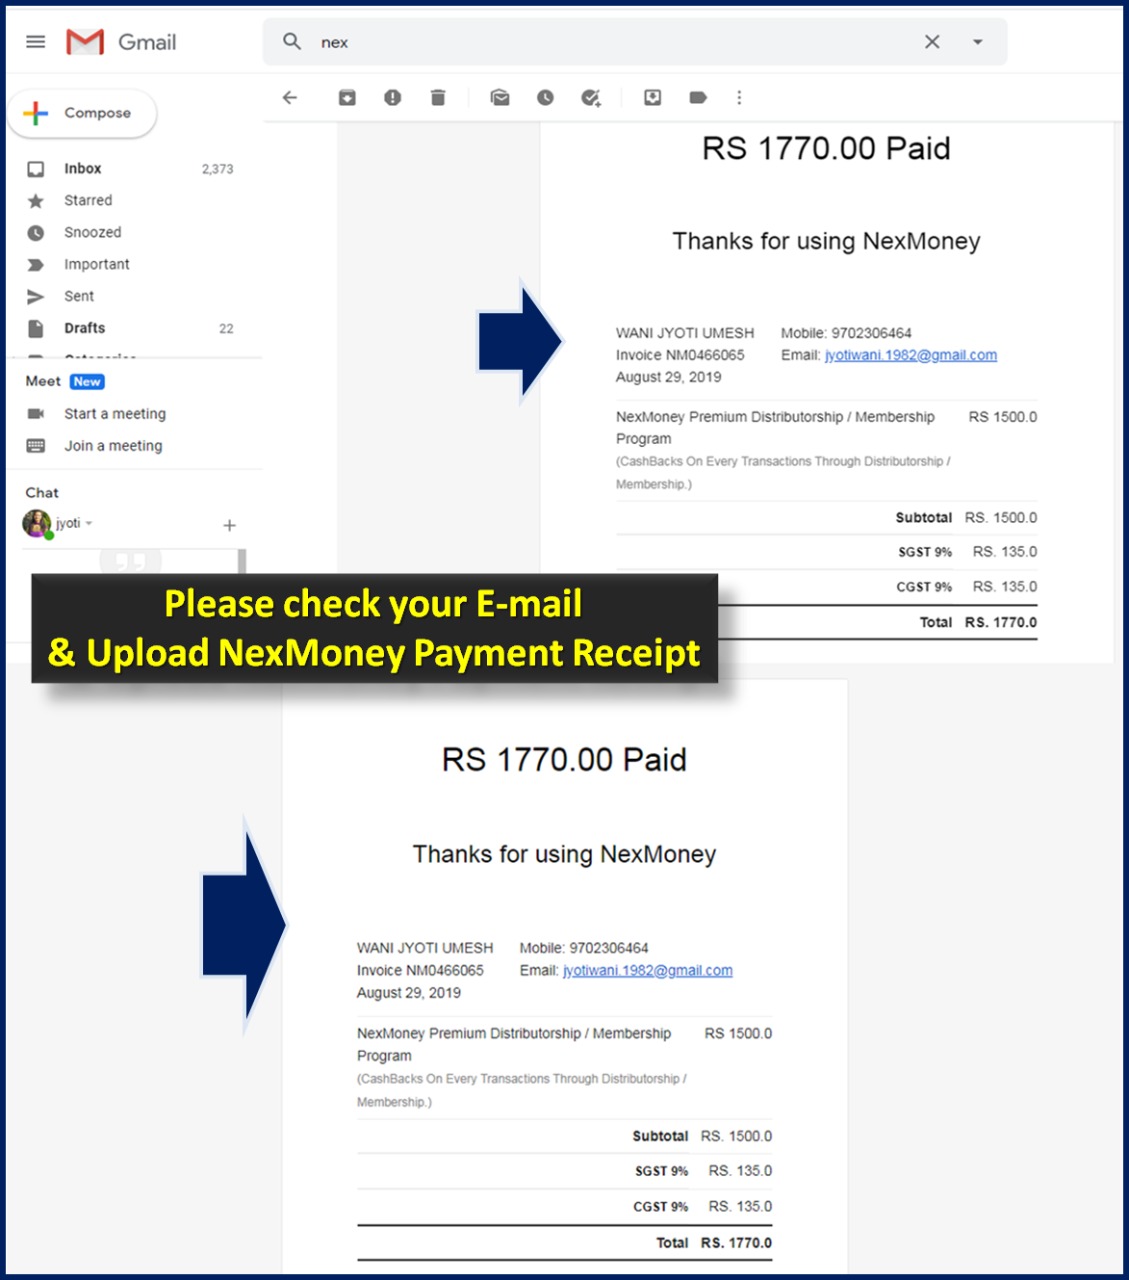 Gmail
nex
Compose
Inbox 2,373
Starred
Snoozed
Important
Sent
Drafts 22
Categories
Meet New
Start a meeting
Join a meeting
Chat
jyoti
RS 1770.00 Paid
Thanks for using NexMoney
WANI JYOTI UMESH Mobile: 9702306464
Invoice NM0466065 Email: jyotiwani.1982@gmail.com
August 29, 2019
NexMoney Premium Distributorship / Membership RS 1500.0
Program
(CashBacks On Every Transactions Through Distributorship /
Membership.)
Subtotal RS. 1500.0
SGST 9% RS. 135.0
CGST 9% RS. 135.0
Total RS. 1770.0
Please check your E-mail
& Upload NexMoney Payment Receipt
RS 1770.00 Paid
Thanks for using NexMoney
WANI JYOTI UMESH Mobile: 9702306464
Invoice NM0466065 Email: jyotiwani.1982@gmail.com
August 29, 2019
NexMoney Premium Distributorship / Membership RS 1500.0
Program
(CashBacks On Every Transactions Through Distributorship /
Membership.)
Subtotal RS. 1500.0
SGST 9% RS. 135.0
CGST 9% RS. 135.0
Total RS. 1770.0